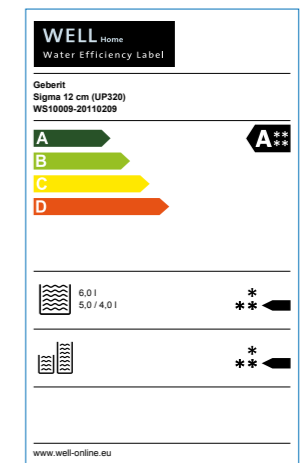 WELL Home
Water Efficiency Label
Geberit
Sigma 12 cm (UP320)
WS10009-20110209
A
A**
**
B
C
D
6,0 l
5,0 / 4,0 l
*
**
*
**
www.well-online.eu